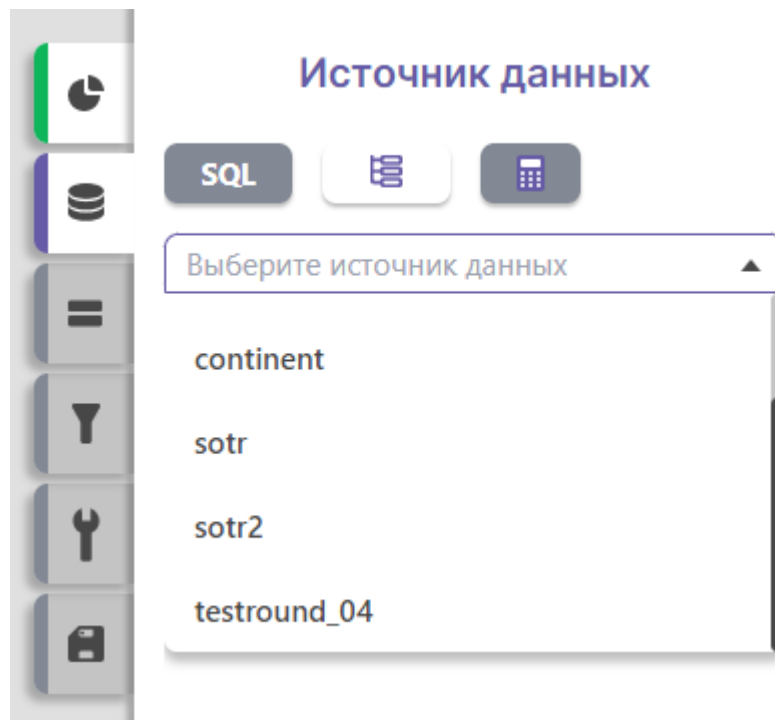 Источник данных
SQL
Выберите источник данных
continent
sotr
sotr2
testround_04